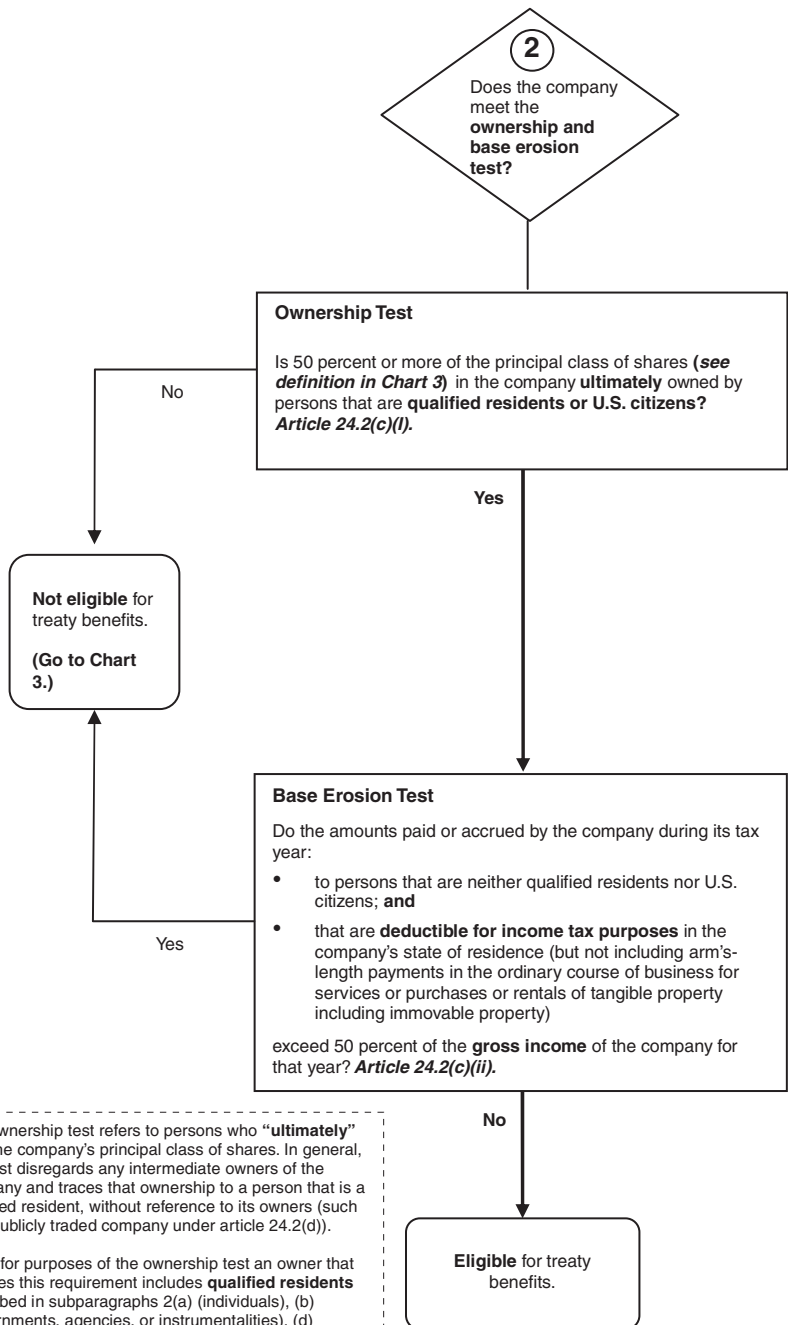 2
Does the company
meet the
ownership and
base erosion
test?
Ownership Test
Is 50 percent or more of the principal class of shares (see
definition in Chart 3) in the company ultimately owned by
persons that are qualified residents or U.S. citizens?
Article 24.2(c)(I).
No
Yes
Not eligible for
treaty benefits.
(Go to Chart
3.)
Base Erosion Test
Do the amounts paid or accrued by the company during its tax
year:
• to persons that are neither qualified residents nor U.S.
citizens; and
• that are deductible for income tax purposes in the
company's state of residence (but not including arm's-
length payments in the ordinary course of business for
services or purchases or rentals of tangible property
including immovable property)
exceed 50 percent of the gross income of the company for
that year? Article 24.2(c)(ii).
Yes
No
wnership test refers to persons who "ultimately"
he company's principal class of shares. In general,
st disregards any intermediate owners of the
any and traces that ownership to a person that is a
ed resident, without reference to its owners (such
ublicly traded company under article 24.2(d)).
for purposes of the ownership test an owner that
es this requirement includes qualified residents
bed in subparagraphs 2(a) (individuals), (b)
rnments, agencies, or instrumentalities), (d)
Eligible for treaty
benefits.